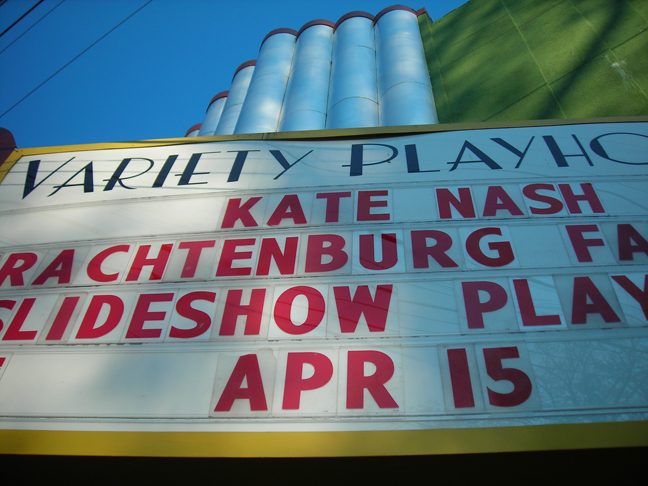 VARIETY PLAYHO
KATE NASH
RACHTENBURG FA
SLIDESHOW PLAY
APR 15